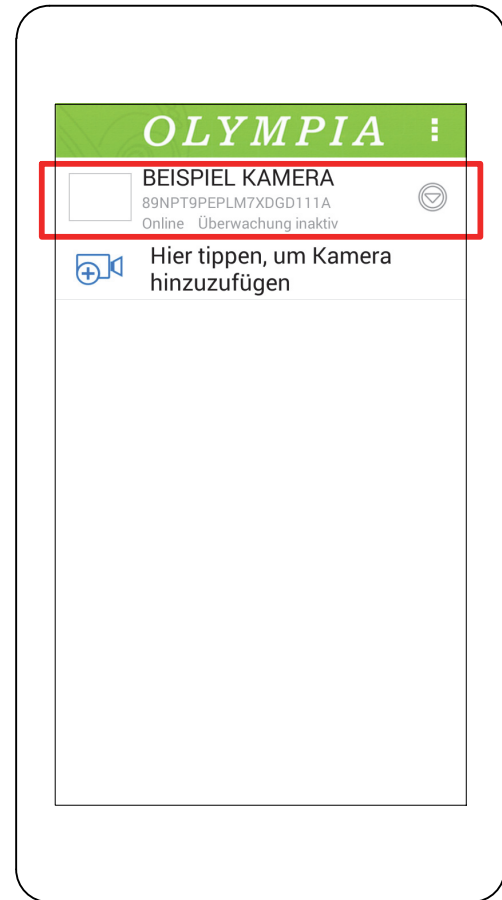 OLYMPIA
BEISPIEL KAMERA
89NPT9PEPLM7XDGD111A
Online Überwachung inaktiv
Hier tippen, um Kamera
hinzuzufügen